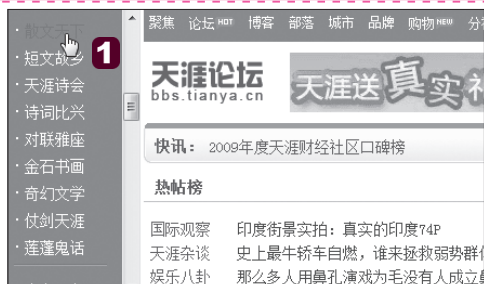 散文天下
短文故乡
天涯诗会
诗词比兴
对联雅座
金石书画
奇幻文学
仗剑天涯
莲蓬鬼话
1
聚焦 论坛HOT 博客 部落 城市 品牌 购物NEW
天涯论坛
bbs.tianya.cn
天涯送真实
快讯：2009年度天涯财经社区口碑榜
热帖榜
国际观察 印度街景实拍：真实的印度74P
天涯杂谈 史上最牛轿车自燃，谁来拯救弱势群
娱乐八卦 那么多人用鼻孔演戏为毛没有人成立